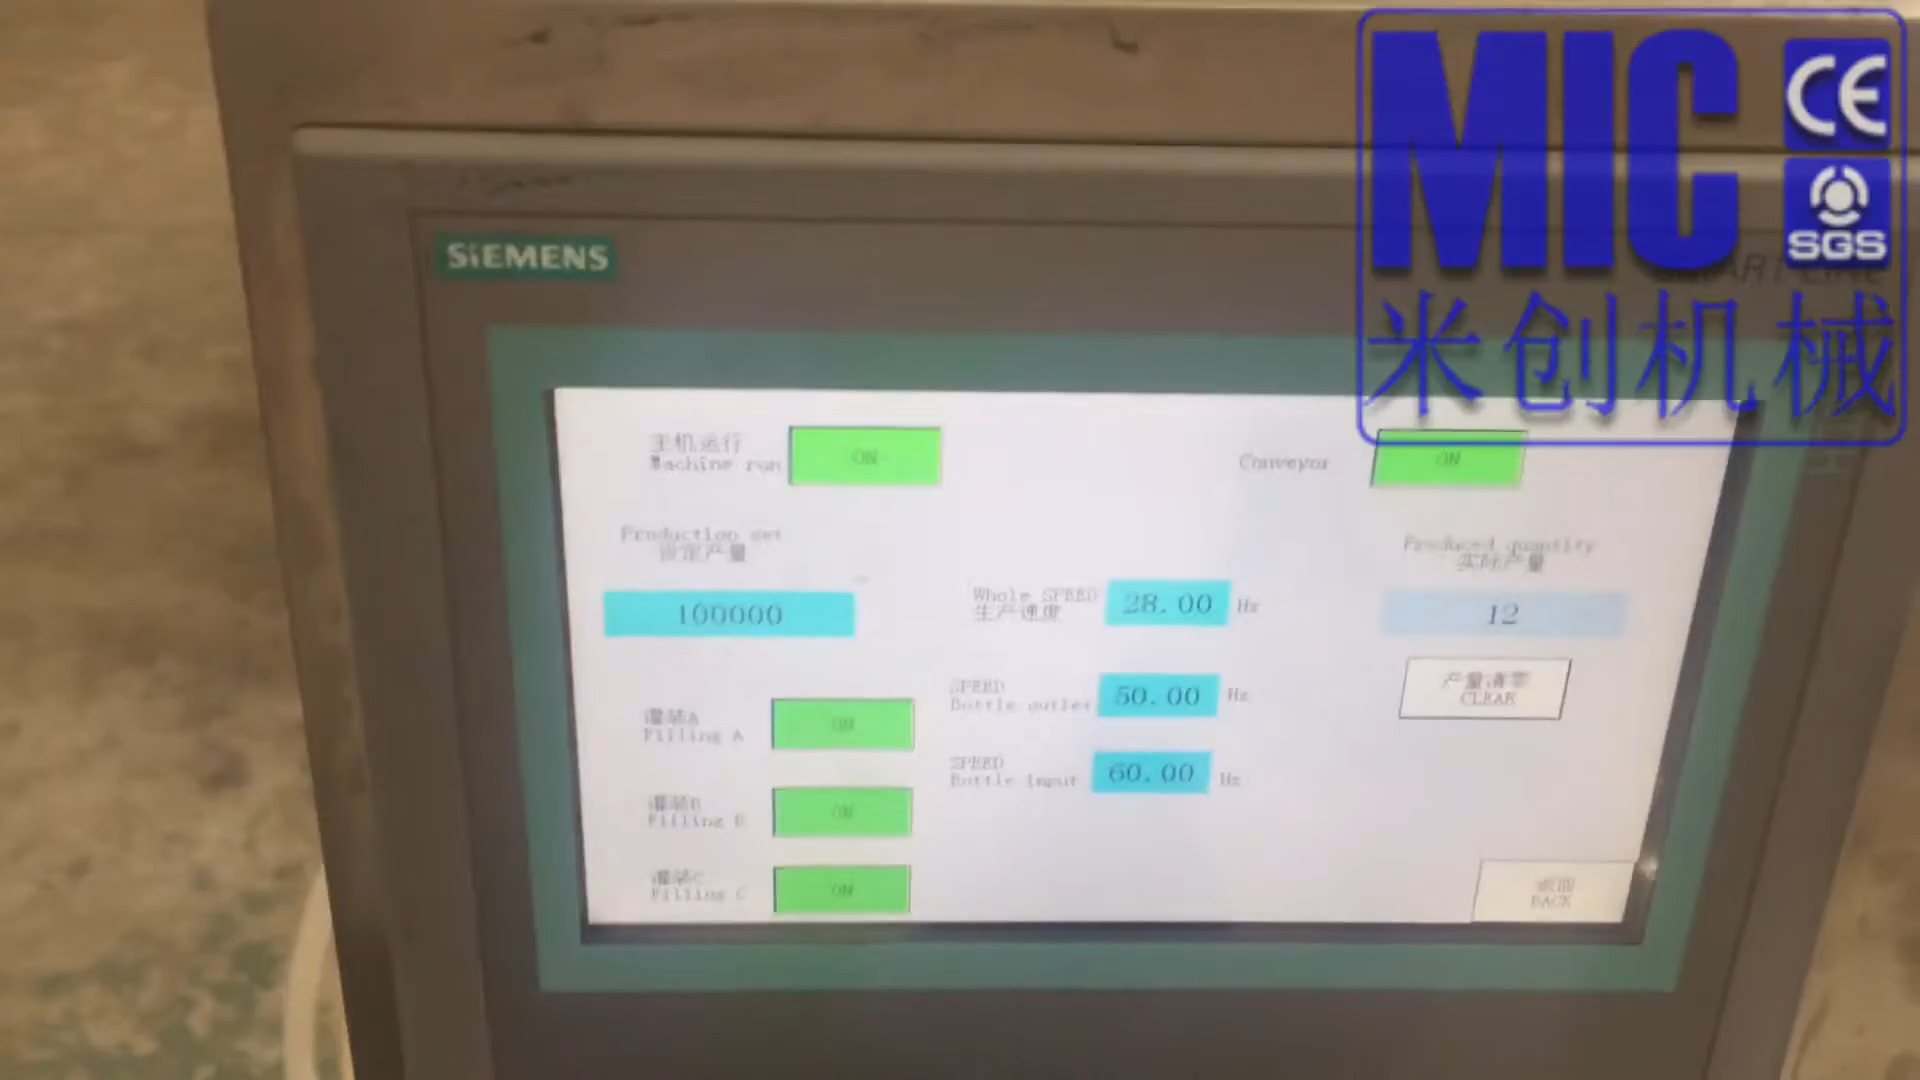 MIC
CE
SGS
米创机械
SIEMENS
主机运行
Machine run
ON
Conveyor
ON
Production set
设定产量
100000
Produced quantity
实际产量
12
Whole SPEED
生产速度
28.00 Hz
产量清零
CLEAR
SPEED
Bottle outlet
50.00 Hz
灌装A
Filling A
ON
SPEED
Bottle Input
60.00 Hz
灌装B
Filling B
ON
灌装C
Filling C
ON
BACK